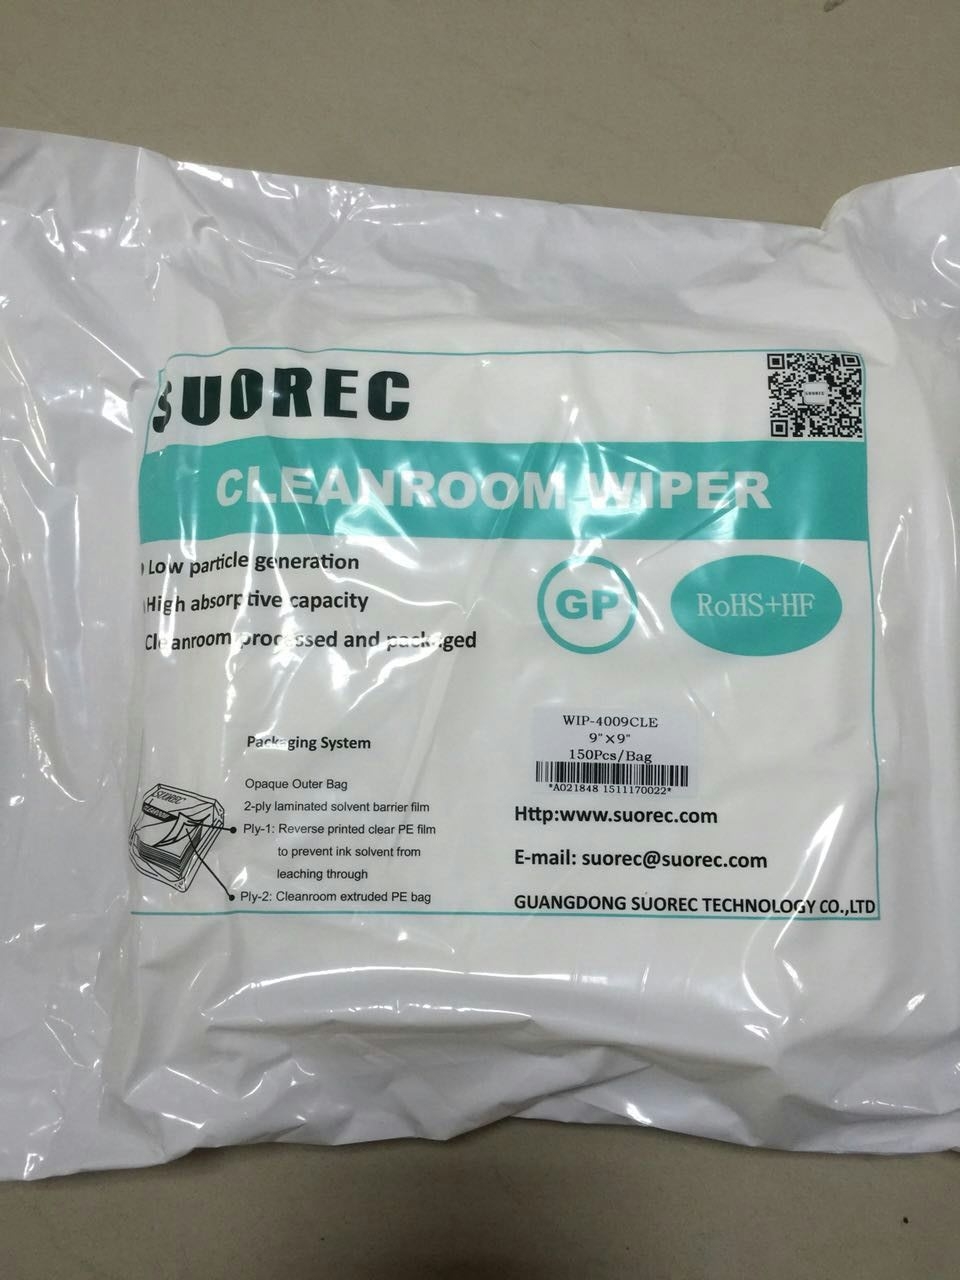 SUOREC
CLEANROOM WIPER
Low particle generation
High absorptive capacity
Cleanroom processed and packaged
GP
RoHS+HF
WIP-4009CLE
9"×9"
150Pcs/Bag
*A021848 1511170022*
Packaging System
Opaque Outer Bag
2-ply laminated solvent barrier film
Ply-1: Reverse printed clear PE film
to prevent ink solvent from
leaching through
Ply-2: Cleanroom extruded PE bag
SUOREC
CLEANROOM
Http:www.suorec.com
E-mail: suorec@suorec.com
GUANGDONG SUOREC TECHNOLOGY CO.,LTD
SUOREC